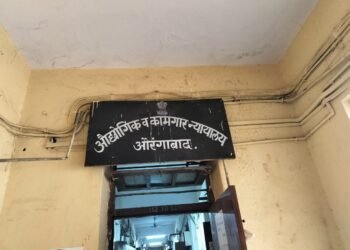 औद्योगिक व कामगार न्यायालय
औरंगाबाद.